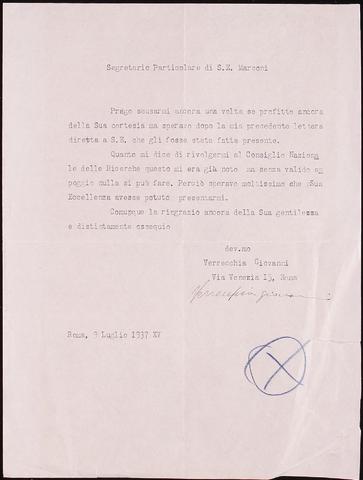 Segretario Particolare di S.E. Marconi
Prego scusarmi ancora una volta se profitto ancora
della Sua cortesia ma speravo dopo la mia precedente lettera
diretta a S.E. che gli fosse stata fatta presente.
Quanto mi dice di rivolgermi al Consiglio Naziona
le delle Ricerche questo mi era già noto ma senza valido ap
poggio nulla si può fare. Perciò speravo moltissimo che Sua
Eccellenza avesse potuto presentarmi.
Comunque la ringrazio ancora della Sua gentilezza
e distintamente ossequio
dev.mo
Verrecchia Giovanni
Via Venezia 15, Roma
Verrecchia Giovanni
Roma, 9 Luglio 1937 XV